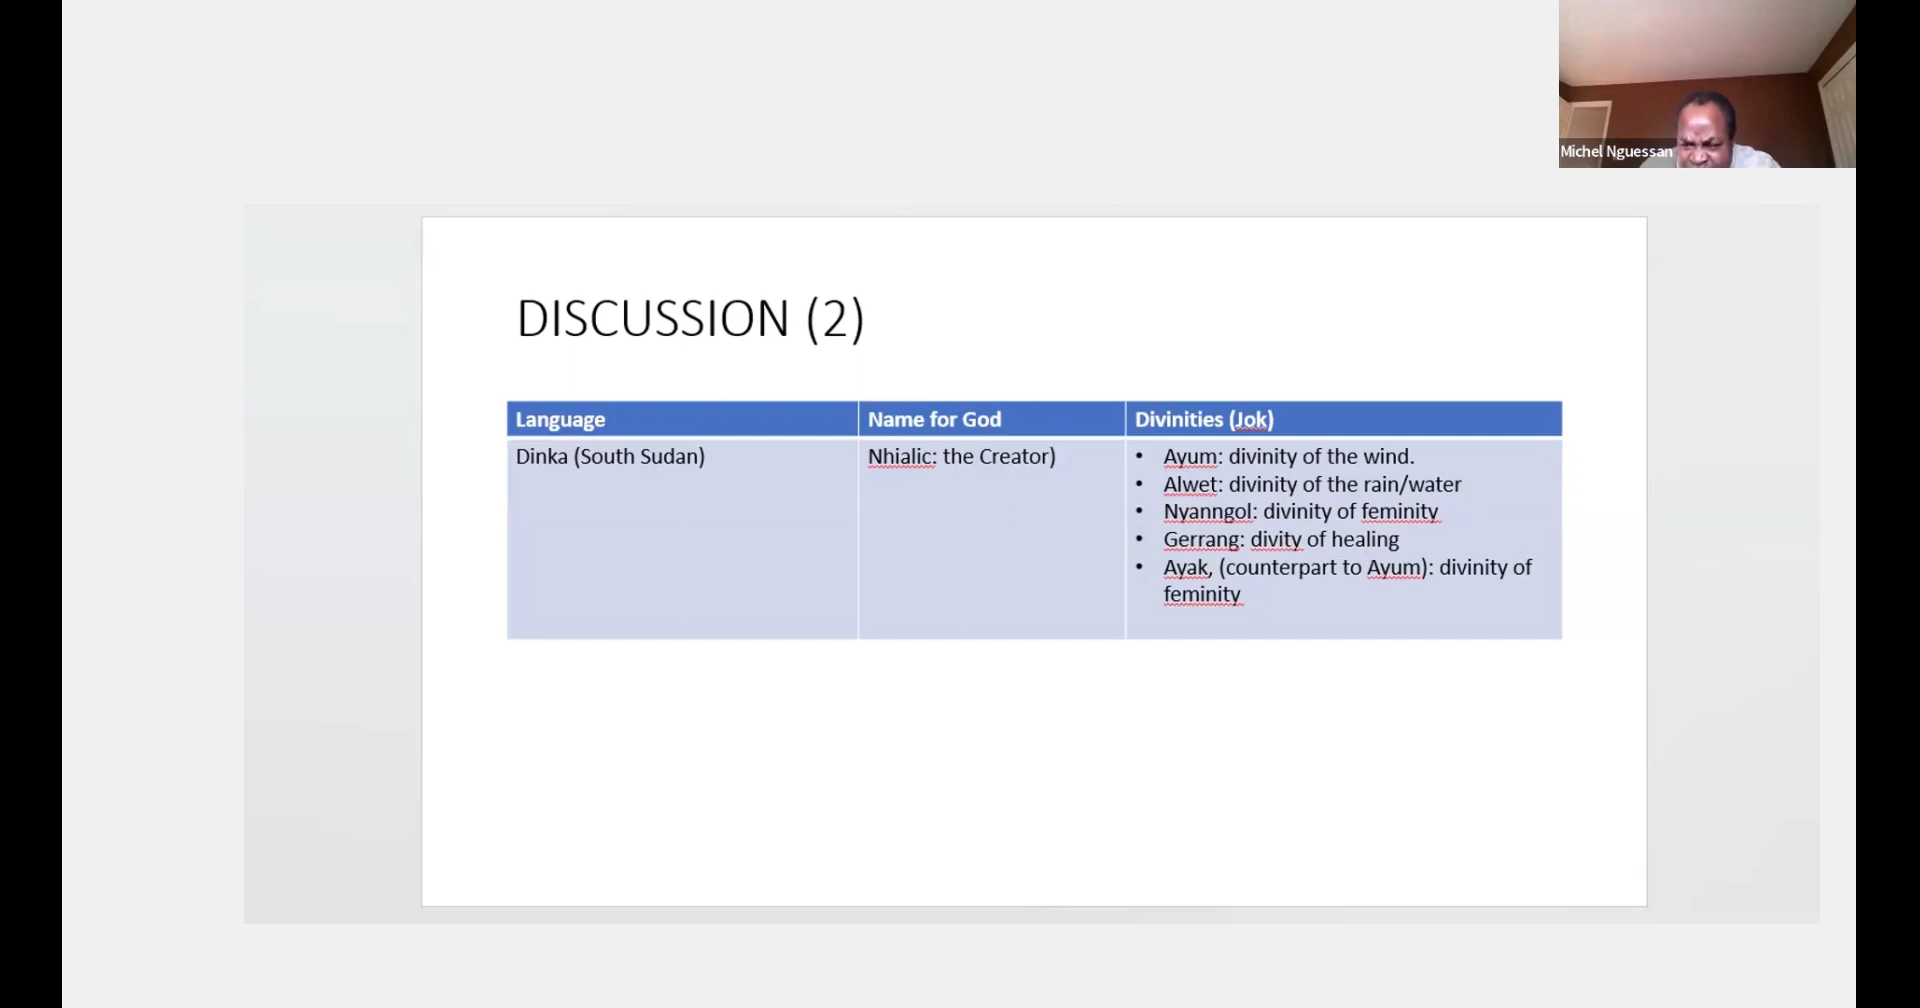 Michel Nguessan
DISCUSSION (2)
Language
Name for God
Divinities (Jok)
Dinka (South Sudan)
Nhialic: the Creator)
• Ayum: divinity of the wind.
• Alwet: divinity of the rain/water
• Nyanngol: divinity of feminity
• Gerrang: divity of healing
• Ayak, (counterpart to Ayum): divinity of
feminity